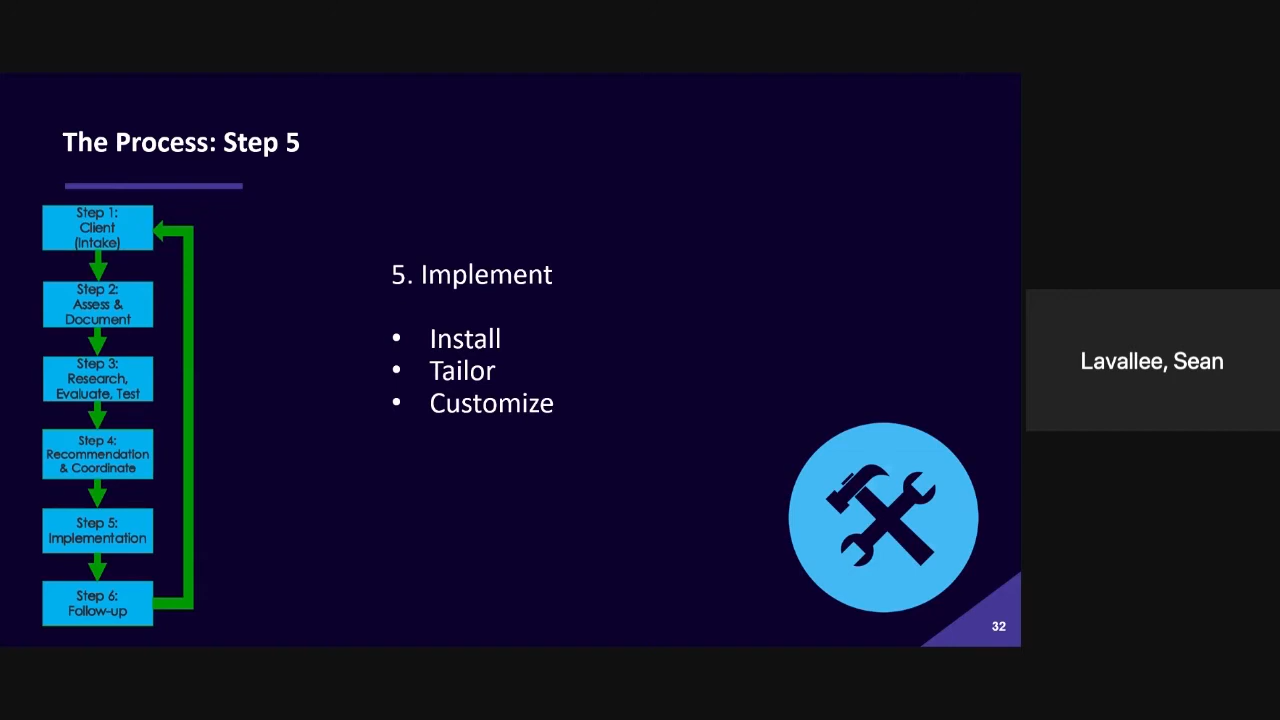 The Process: Step 5
Step 1:
Client
(Intake)
Step 2:
Assess &
Document
Step 3:
Research,
Evaluate, Test
Step 4:
Recommendation
& Coordinate
Step 5:
Implementation
Step 6:
Follow-up
5. Implement
• Install
• Tailor
• Customize
32
Lavallee, Sean